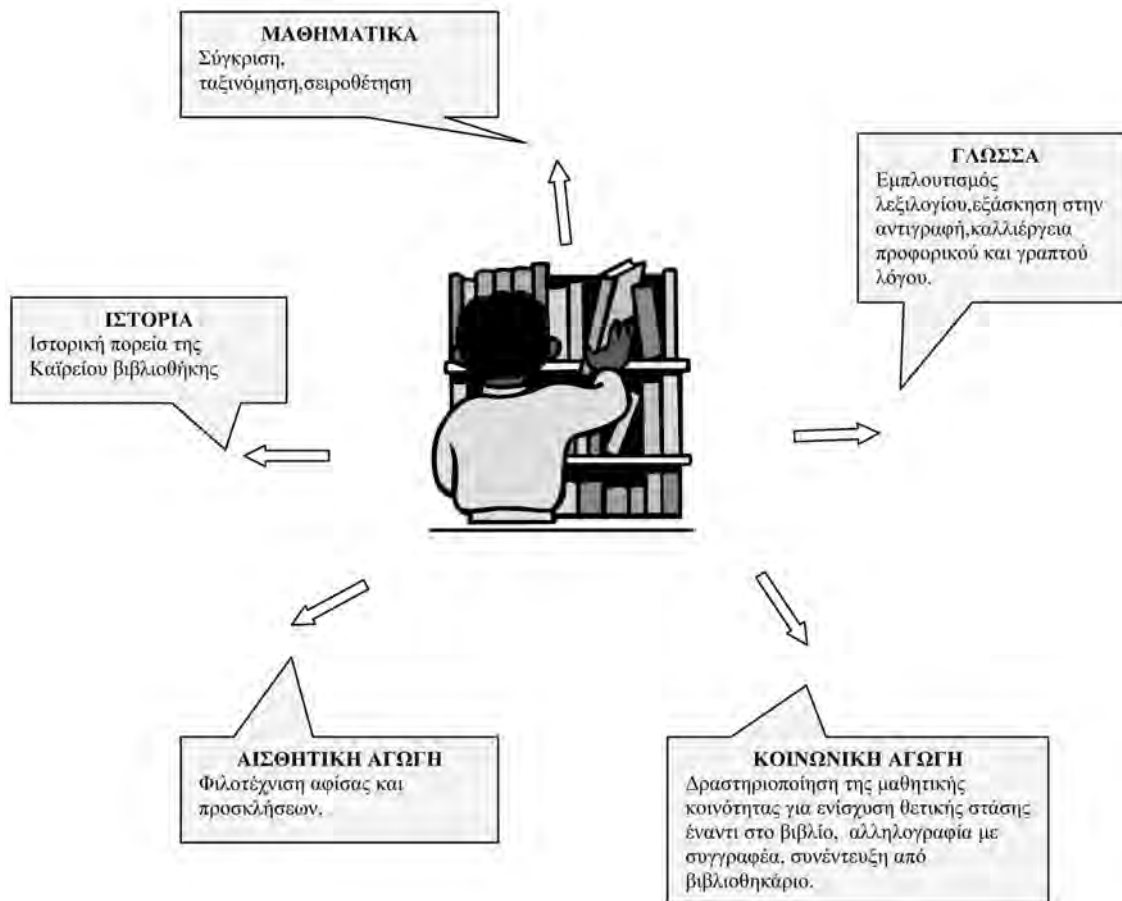 ΜΑΘΗΜΑΤΙΚΑ
Σύγκριση,
ταξινόμηση,σειροθέτηση
ΓΛΩΣΣΑ
Εμπλουτισμός
λεξιλογίου,εξάσκηση στην
αντιγραφή,καλλιέργεια
προφορικού και γραπτού
λόγου.
ΙΣΤΟΡΙΑ
Ιστορική πορεία της
Καϊρείου βιβλιοθήκης
ΑΙΣΘΗΤΙΚΗ ΑΓΩΓΗ
Φιλοτέχνιση αφίσας και
προσκλήσεων.
ΚΟΙΝΩΝΙΚΗ ΑΓΩΓΗ
Δραστηριοποίηση της μαθητικής
κοινότητας για ενίσχυση θετικής στάσης
έναντι στο βιβλίο, αλληλογραφία με
συγγραφέα, συνέντευξη από
βιβλιοθηκάριο.